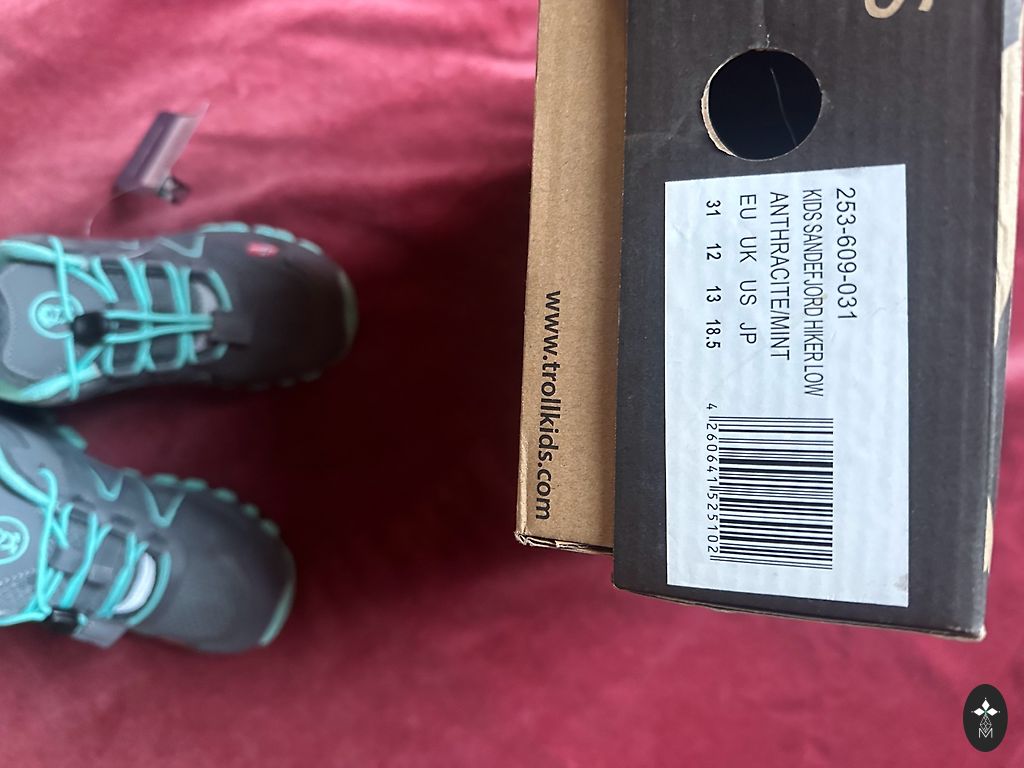 253-609-031
KIDS SANDEFJORD HIKER LOW
ANTHRACITE/MINT
EU UK US JP
31 12 13 18.5
4 260641 525102
www.trollkids.com
M